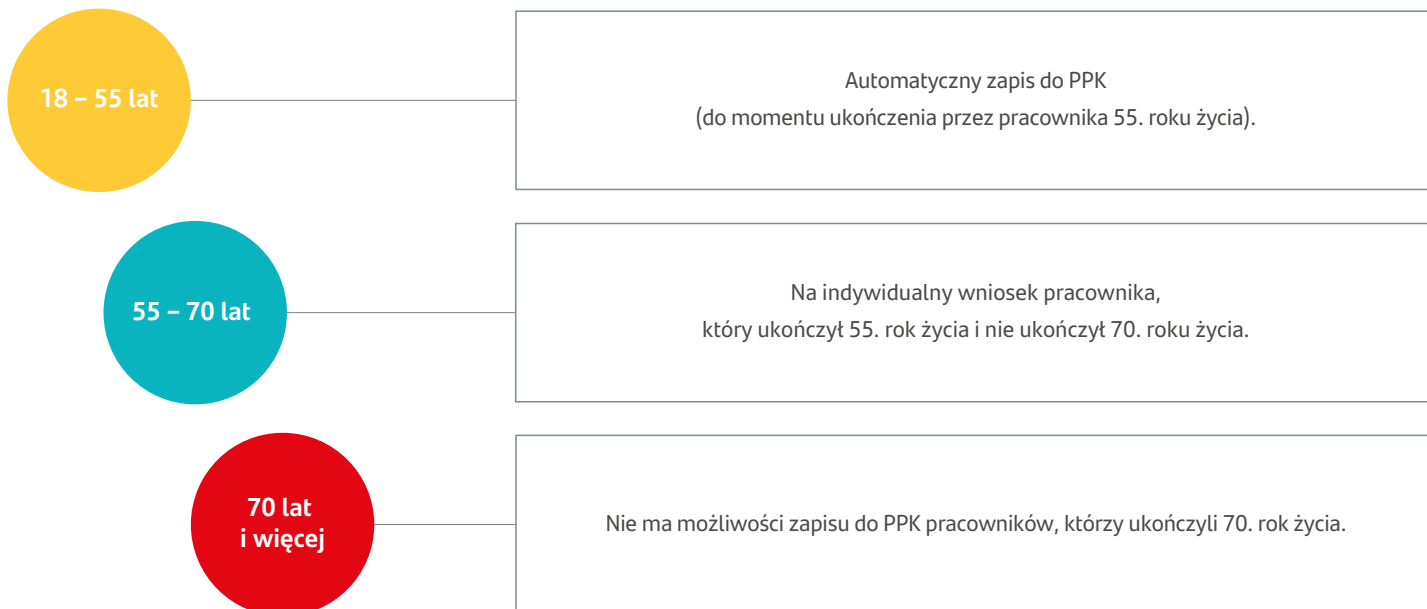 18 – 55 lat
Automatyczny zapis do PPK
(do momentu ukończenia przez pracownika 55. roku życia).
55 – 70 lat
Na indywidualny wniosek pracownika,
który ukończył 55. rok życia i nie ukończył 70. roku życia.
70 lat
i więcej
Nie ma możliwości zapisu do PPK pracowników, którzy ukończyli 70. rok życia.